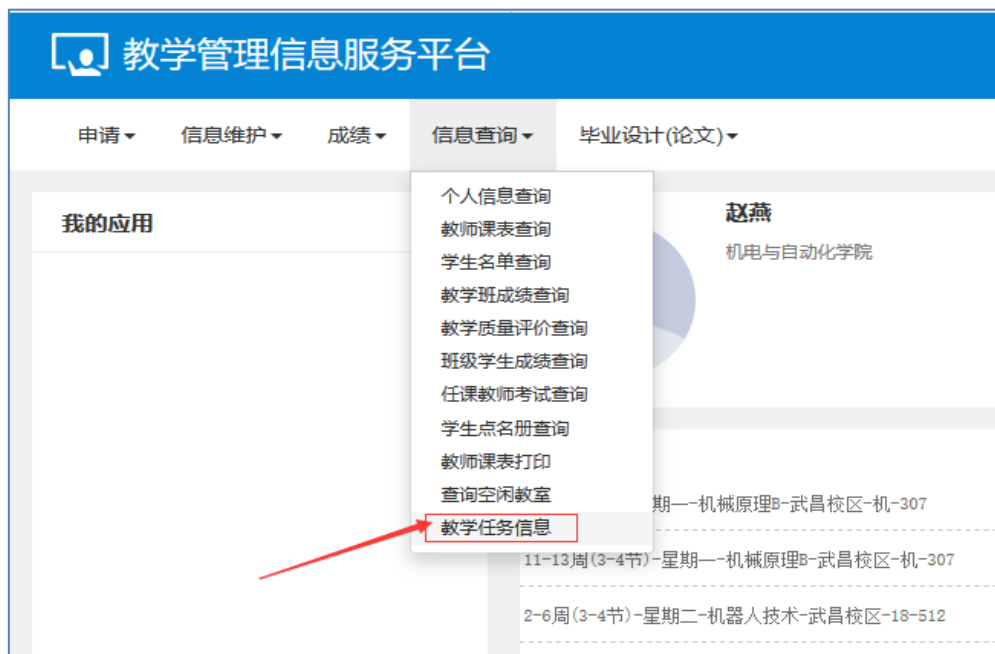 教学管理信息服务平台
申请 信息维护 成绩 信息查询 毕业设计(论文)
我的应用
个人信息查询
教师课表查询
学生名单查询
教学班成绩查询
教学质量评价查询
班级学生成绩查询
任课教师考试查询
学生点名册查询
教师课表打印
查询空闲教室
教学任务信息
赵燕
机电与自动化学院
期一-机械原理B-武昌校区-机-307
11-13周(3-4节)-星期一-机械原理B-武昌校区-机-307
2-6周(3-4节)-星期二-机器人技术-武昌校区-18-512